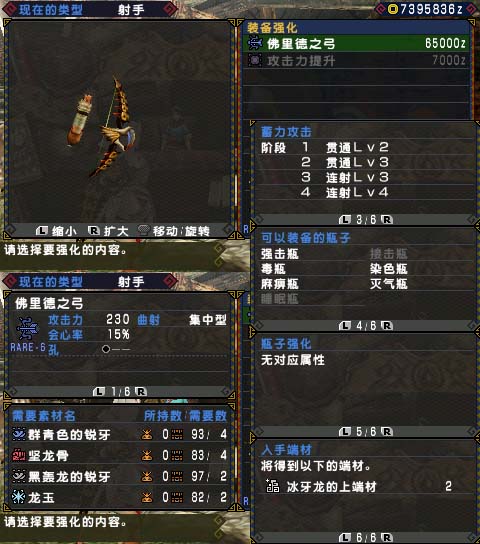 现在的类型 射手
缩小 R 扩大 移动/旋转
请选择要强化的内容。
现在的类型 射手
佛里德之弓
攻击力 230 曲射 集中型
会心率 15%
RARE-6 孔
L 1/6 R
需要素材名 所持数/需要数
群青色的锐牙 0 93/ 4
坚龙骨 0 83/ 4
黑轰龙的锐牙 0 97/ 2
龙玉 0 82/ 2
请选择要强化的内容。
7395836z
装备强化
佛里德之弓 65000z
攻击力提升 7000z
蓄力攻击
阶段 1 贯通Lv2
2 贯通Lv3
3 连射Lv3
4 连射Lv4
L 3/6 R
可以装备的瓶子
强击瓶 接击瓶
毒瓶 染色瓶
麻痹瓶 灭气瓶
睡眠瓶
L 4/6 R
瓶子强化
无对应属性
L 5/6 R
入手端材
将得到以下的端材。
冰牙龙的上端材 2
L 6/6 R